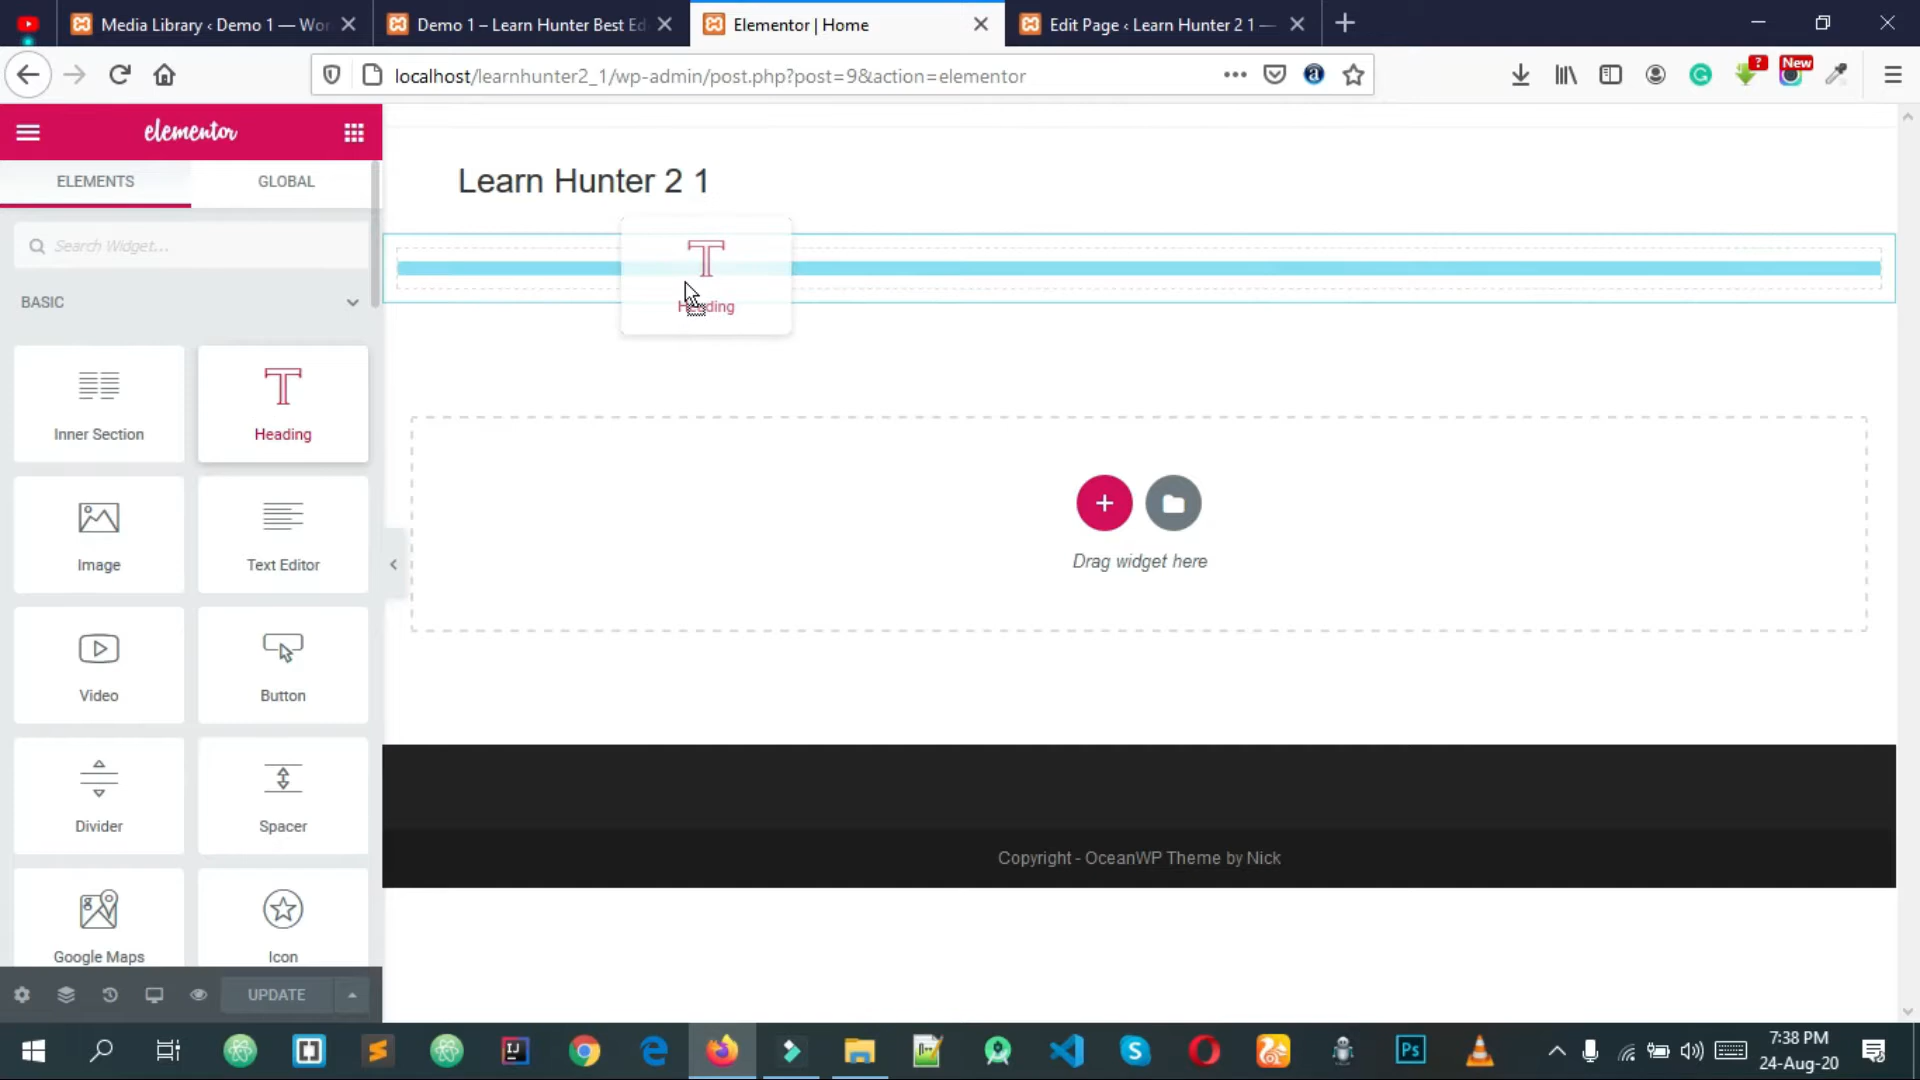 Media Library ‹ Demo 1 — Wor
Demo 1 – Learn Hunter Best Ed
Elementor | Home
Edit Page ‹ Learn Hunter 2 1 —
localhost/learnhunter2_1/wp-admin/post.php?post=9&action=elementor
?
New
elementor
ELEMENTS
GLOBAL
Search Widget...
BASIC
Inner Section
Heading
Image
Text Editor
Video
Button
Divider
Spacer
Google Maps
Icon
UPDATE
Learn Hunter 2 1
Heading
Drag widget here
Copyright - OceanWP Theme by Nick
7:38 PM
24-Aug-20